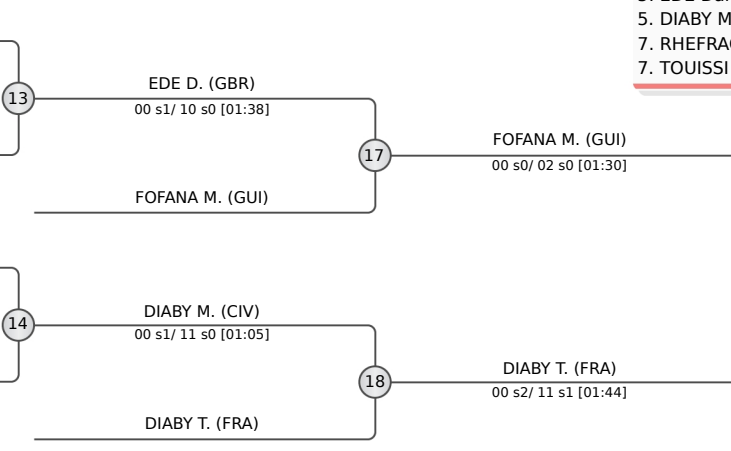 5. DIABY M
7. RHEFRA
7. TOUISSI
13
EDE D. (GBR)
00 s1/ 10 s0 [01:38]
17
FOFANA M. (GUI)
00 s0/ 02 s0 [01:30]
FOFANA M. (GUI)
14
DIABY M. (CIV)
00 s1/ 11 s0 [01:05]
18
DIABY T. (FRA)
00 s2/ 11 s1 [01:44]
DIABY T. (FRA)